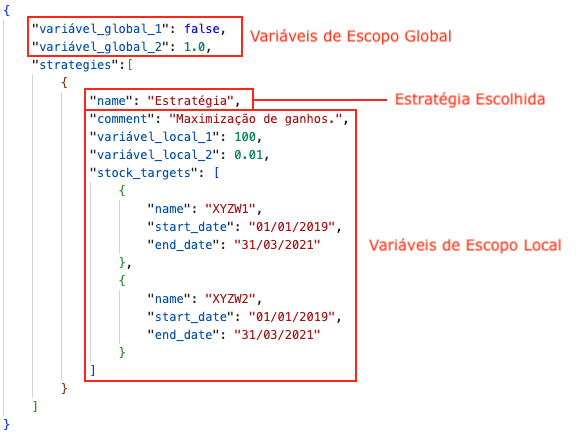 {
"variável_global_1": false,
"variável_global_2": 1.0,
Variáveis de Escopo Global
"strategies":[
{
"name": "Estratégia",
Estratégia Escolhida
"comment": "Maximização de ganhos.",
"variável_local_1": 100,
"variável_local_2": 0.01,
"stock_targets": [
{
"name": "XYZW1",
"start_date": "01/01/2019",
"end_date": "31/03/2021"
Variáveis de Escopo Local
},
{
"name": "XYZW2",
"start_date": "01/01/2019",
"end_date": "31/03/2021"
}
]
}
]
}